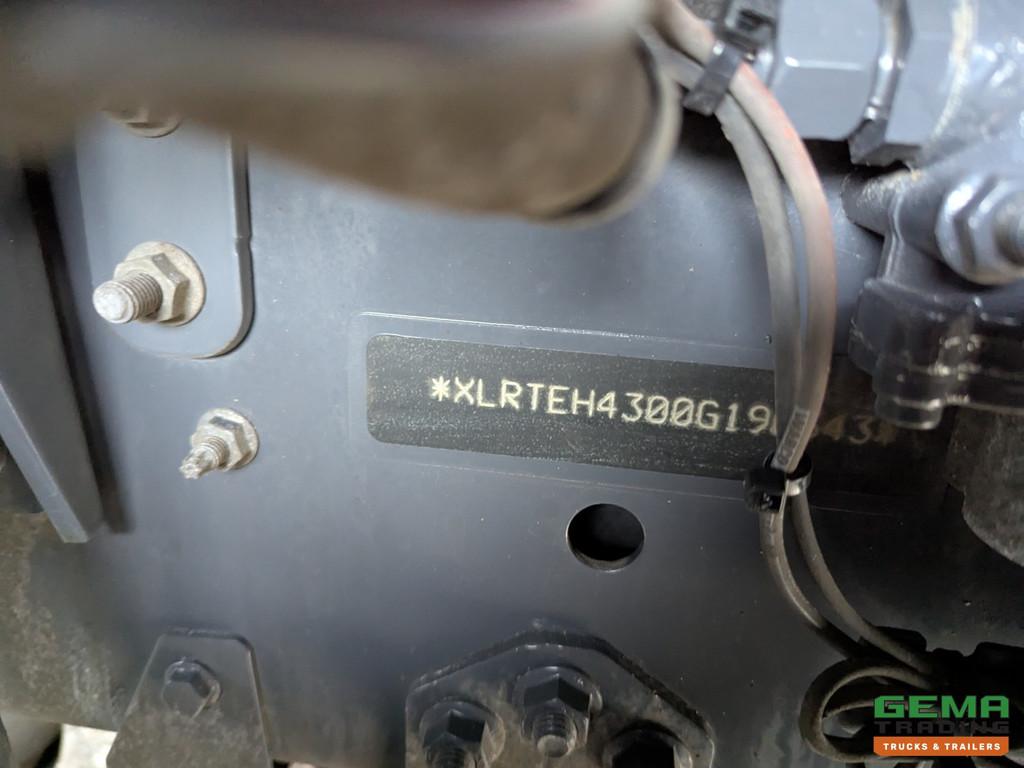 *XLRTEH4300G19
GEMA
TRADING
TRUCKS & TRAILERS